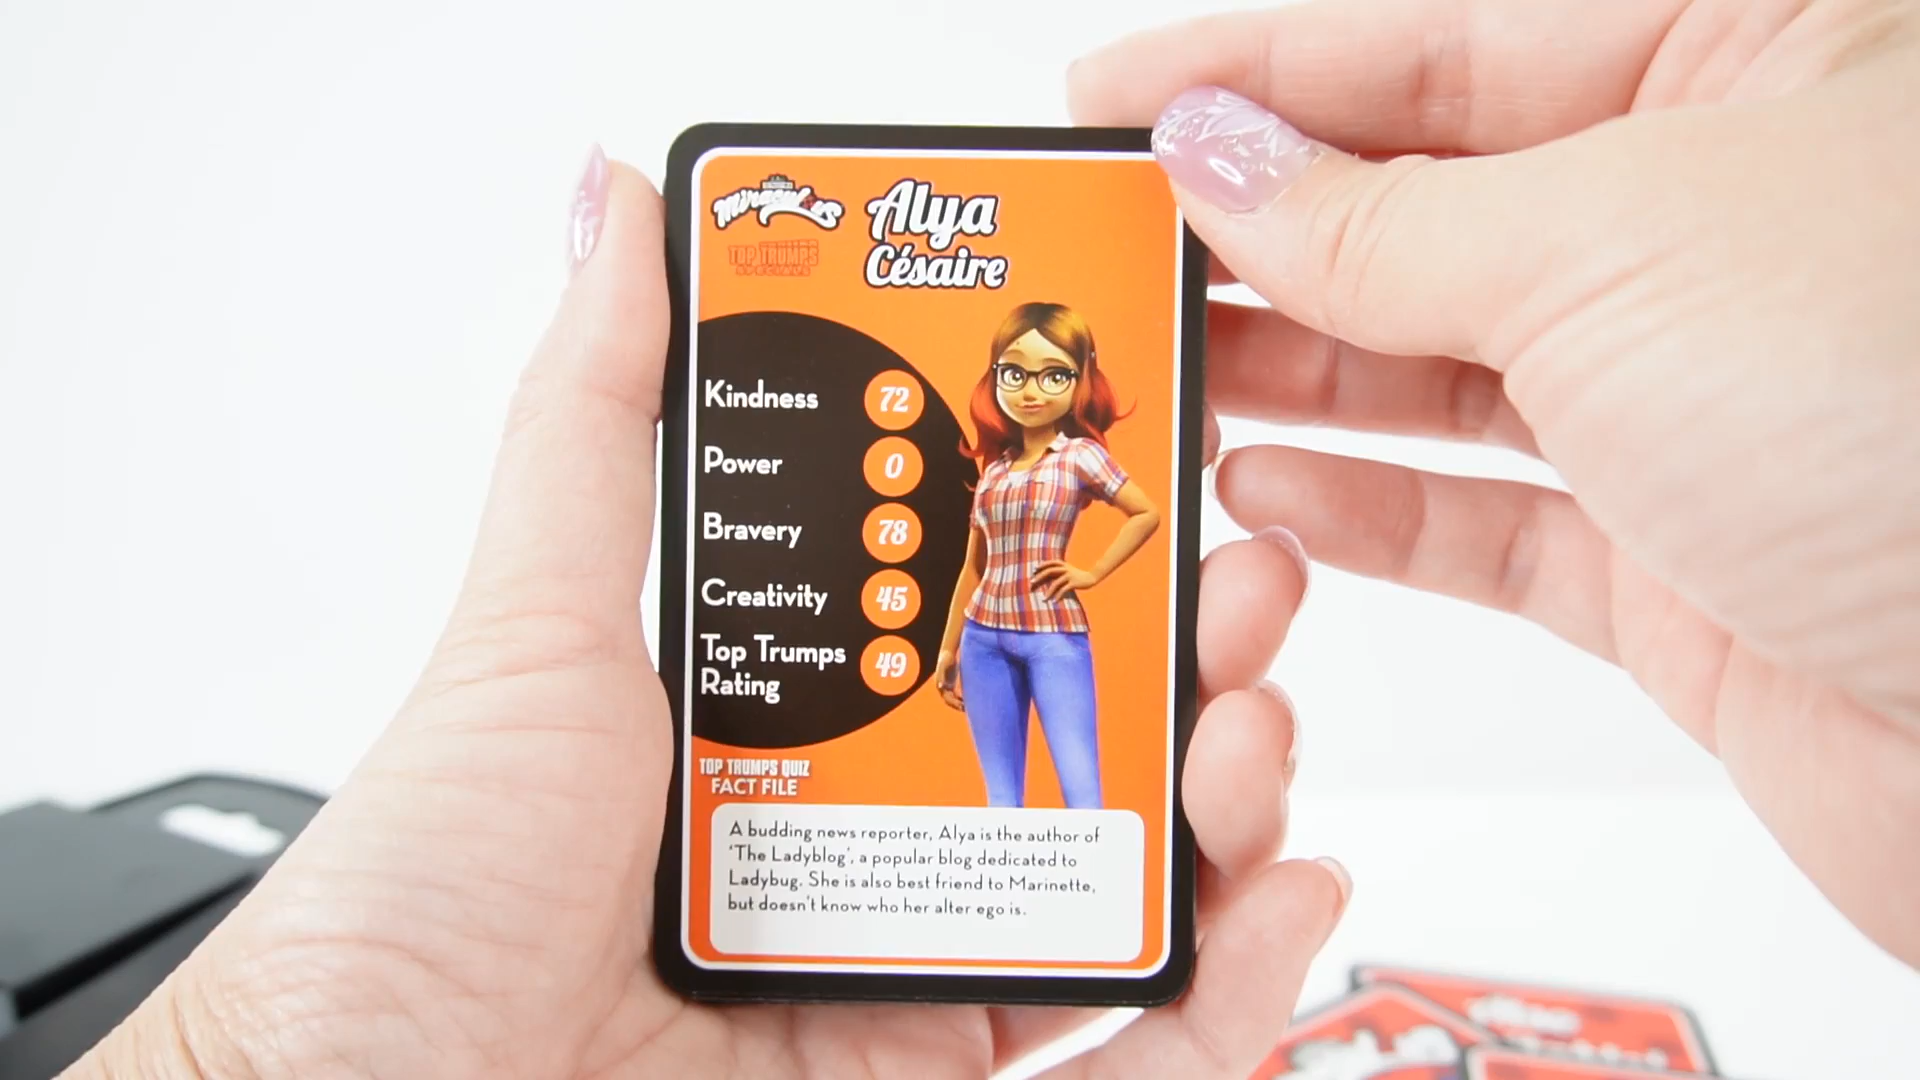 Miraculous
TOP TRUMPS
SPECIALS
Alya
Césaire
Kindness 72
Power 0
Bravery 78
Creativity 45
Top Trumps
Rating 49
TOP TRUMPS QUIZ
FACT FILE
A budding news reporter, Alya is the author of
'The Ladyblog', a popular blog dedicated to
Ladybug. She is also best friend to Marinette,
but doesn't know who her alter ego is.